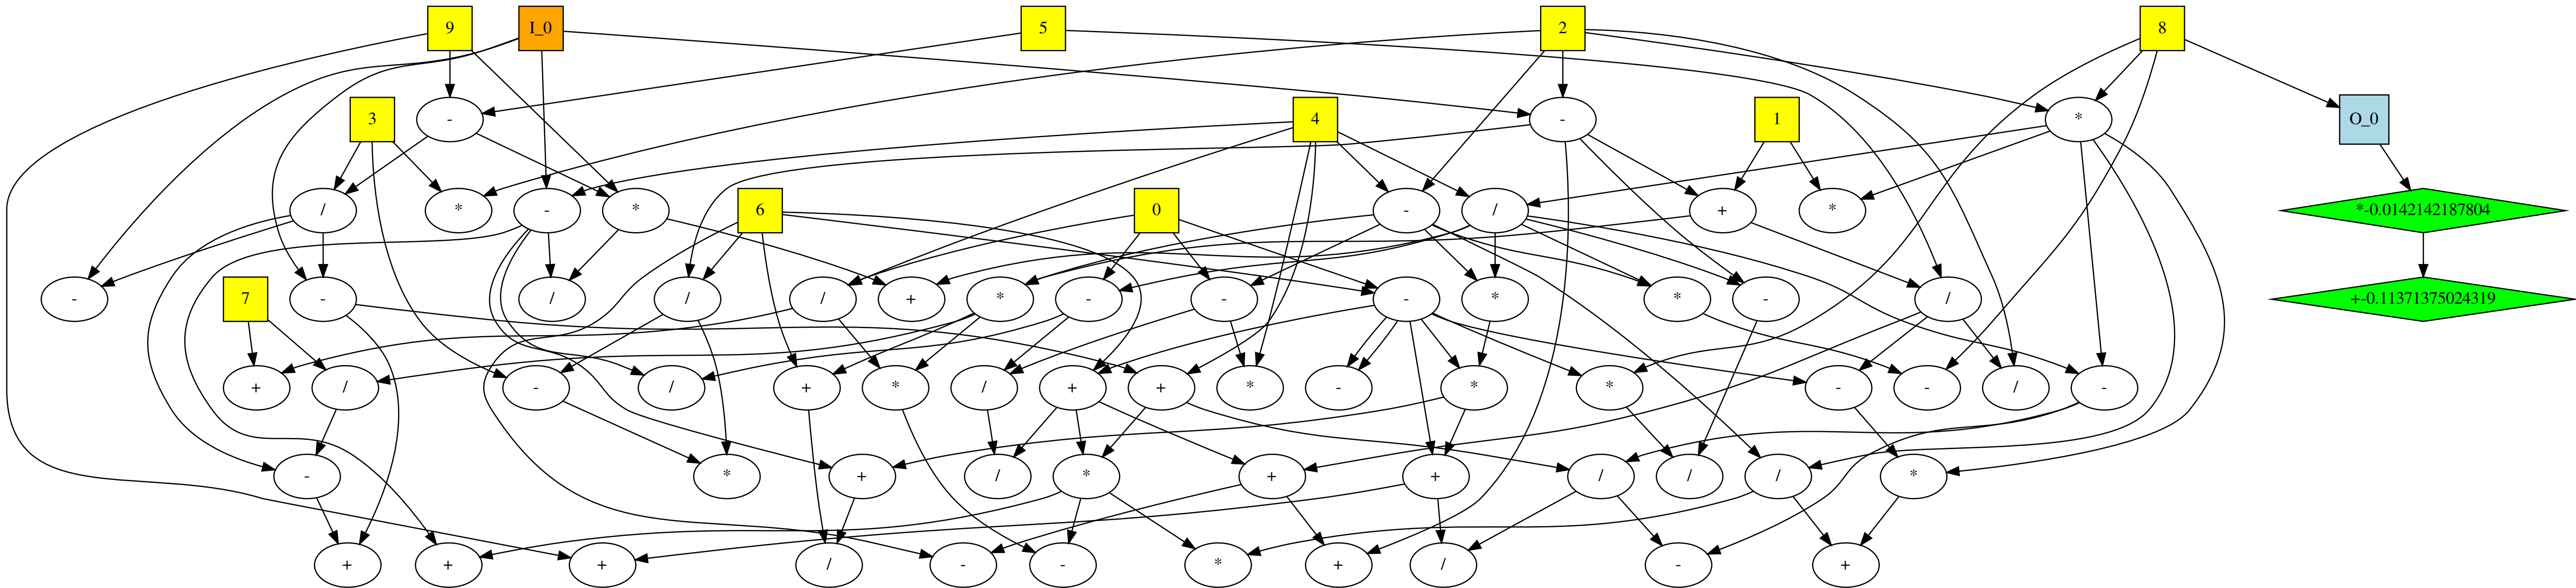 9 I_0 5 2 8
3 - 4 - 1 * O_0
/ * - * 6 0 - / + * *-0.0142142187804
- 7 - / / / + * - - - * * - / +-0.11371375024319
+ / - / + * / + + * - * * - - / -
- * + / * + + / / / *
+ + + / - - * + / - +